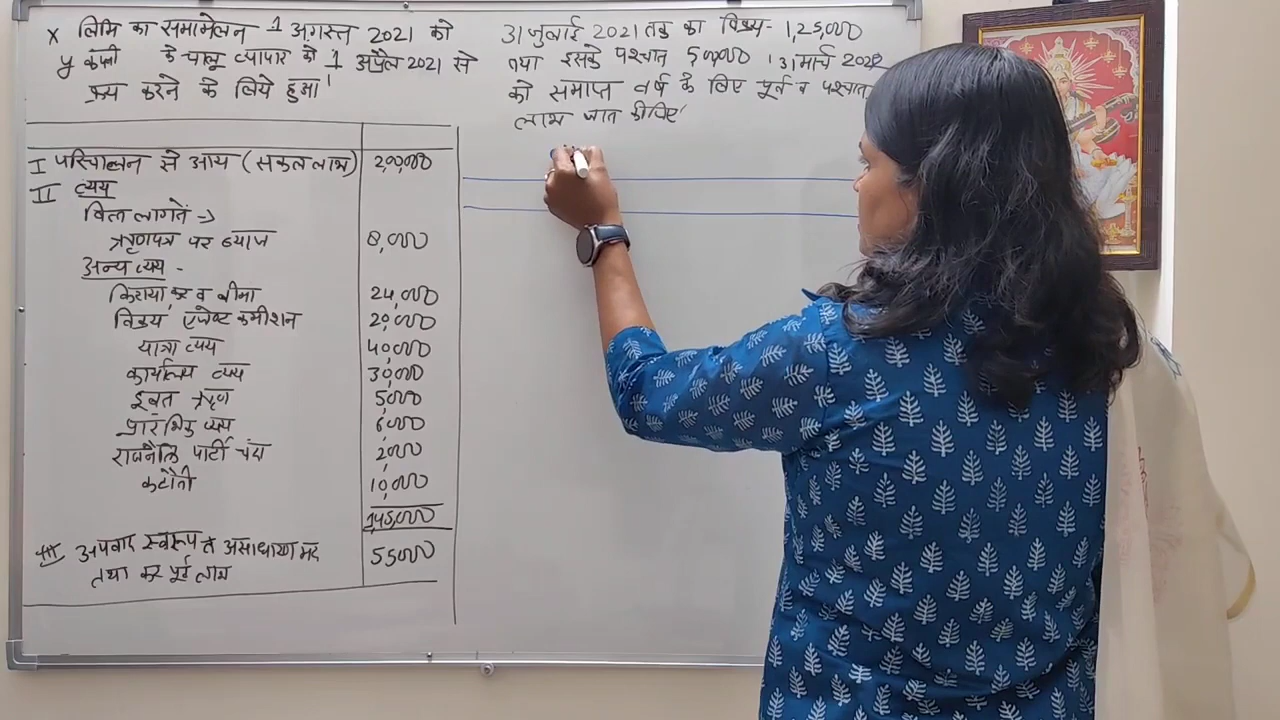 X लिमि का समामेलन 1 अगस्त 2021 को
y कंपनी के चालू व्यापार को 1 अप्रैल 2021 से
क्रय करने के लिये हुआ।
31 जुलाई 2021 तक का विक्रय- 1,25,000
तथा इसके पश्चात 5,00,000 । 31 मार्च 2022
को समाप्त वर्ष के लिए पूर्व व पश्चात
लाभ ज्ञात कीजिए
I परिचालन से आय (सकल लाभ) 2,00,000
II व्यय
वित्त लागतें →
ऋणपत्र पर ब्याज 8,000
अन्य व्यय -
किराया, कर व बीमा 24,000
विक्रय एजेण्ट कमीशन 20,000
यात्रा व्यय 40,000
कार्यालय व्यय 30,000
डूबत ऋण 5,000
प्रारंभिक व्यय 6,000
राजनैति पार्टी चंदा 2,000
कटौती 10,000
1,45,000
अपवाद स्वरूप व असाधारण मद 55000
तथा कर पूर्व लाभ